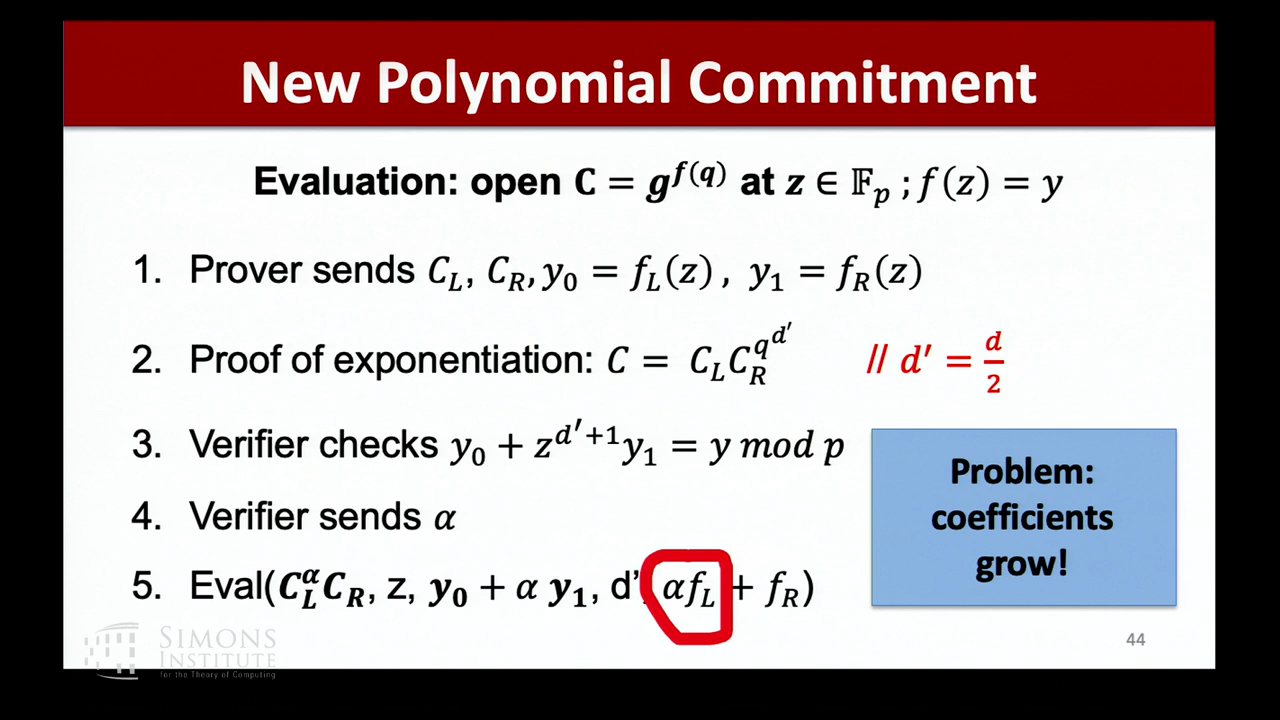 New Polynomial Commitment
Evaluation: open C = g^{f(q)} at z ∈ 𝔽_p ; f(z) = y
1. Prover sends C_L, C_R, y_0 = f_L(z), y_1 = f_R(z)
2. Proof of exponentiation: C = C_L C_R^{q^{d'}} // d' = d/2
3. Verifier checks y_0 + z^{d'+1} y_1 = y mod p
4. Verifier sends α
5. Eval(C_L^α C_R, z, y_0 + α y_1, d' αf_L + f_R)
Problem:
coefficients
grow!
44
SIMONS
INSTITUTE
for the Theory of Computing